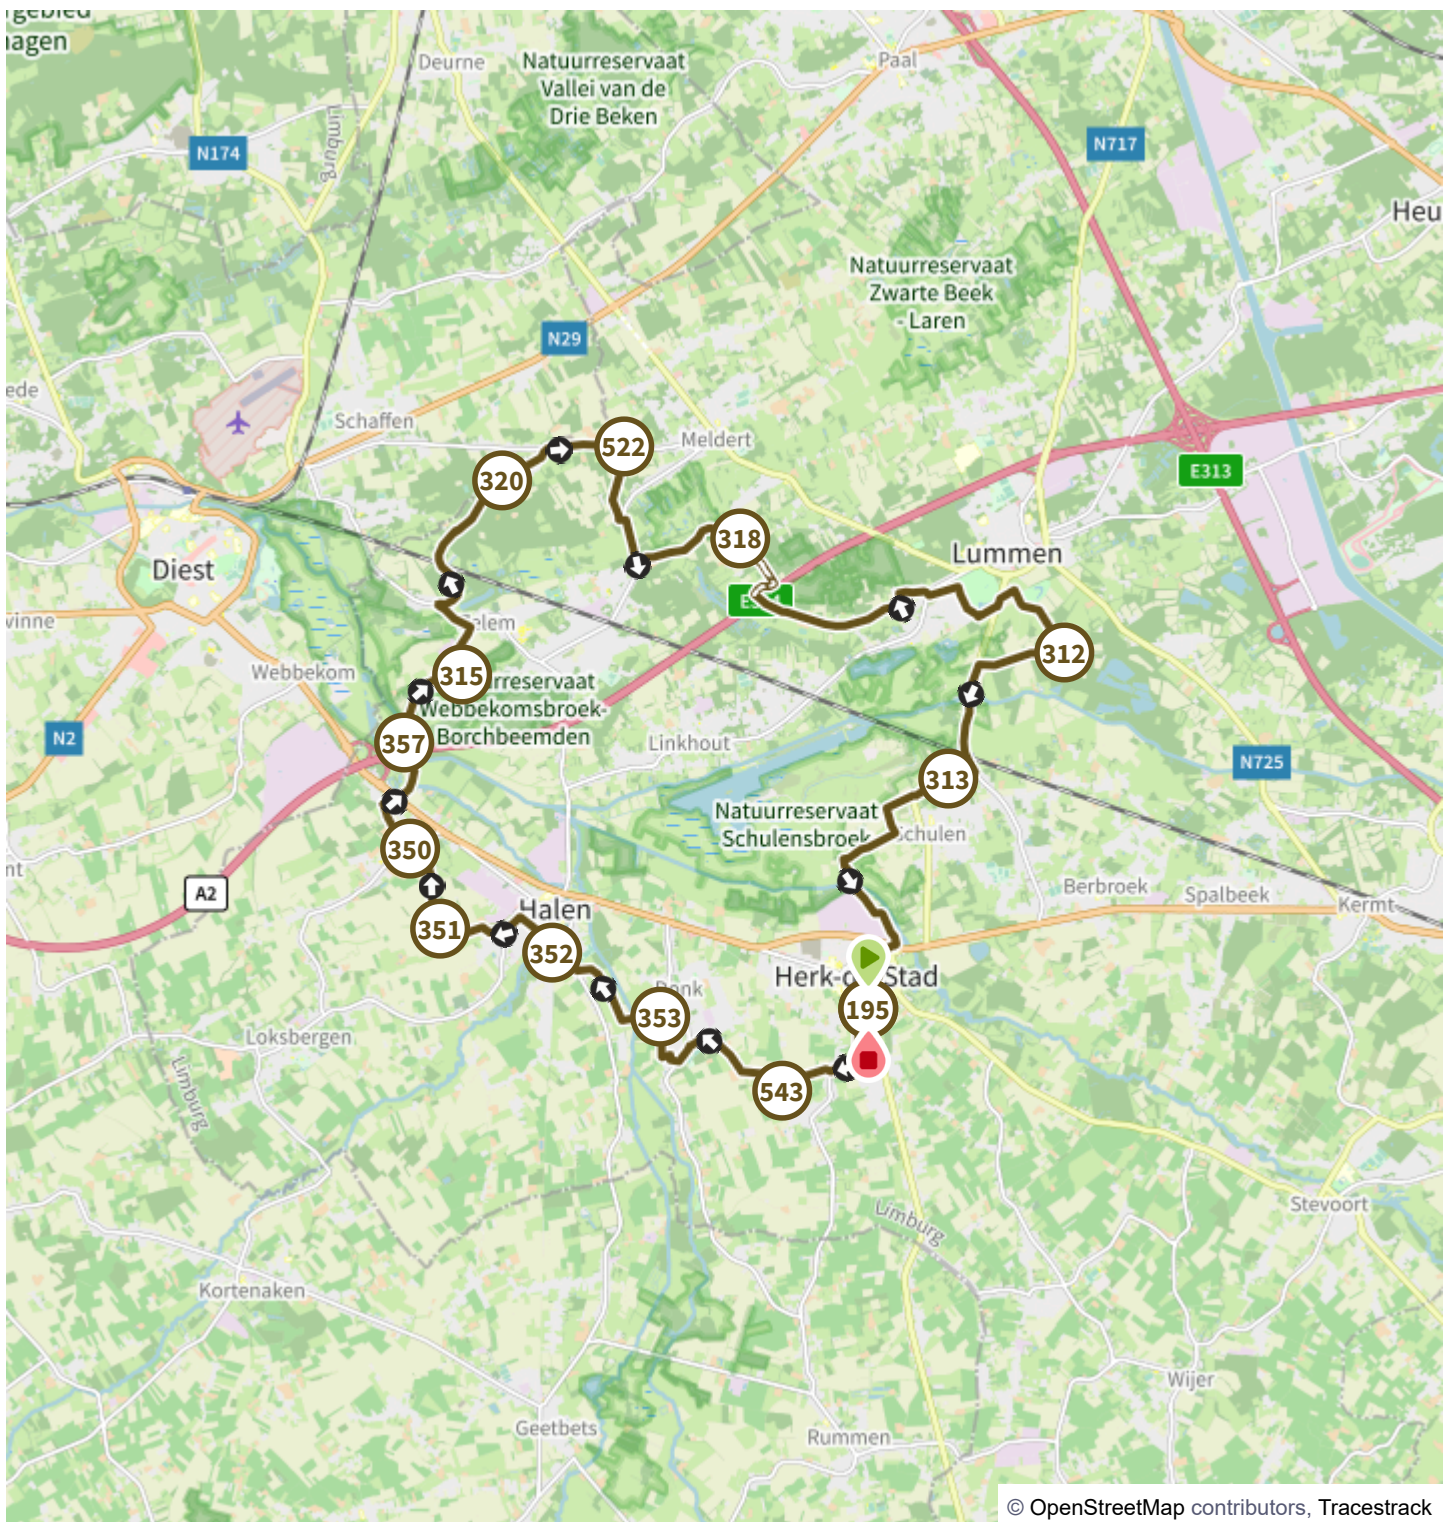 Deurne
Natuurreservaat
Vallei van de
Drie Beken
Paal
N174
Limburg
N717
Heu
Natuurreservaat
Zwarte Beek
- Laren
N29
ede
Schaffen
522
Meldert
320
E313
318
Lummen
Diest
vinne
elem
312
Webbekom
315
rreservaat
Webbekomsbroek-
Borchbeemden
N2
357
Linkhout
N725
313
Natuurreservaat
Schulensbroek
Schulen
350
nt
A2
Berbroek
Spalbeek
Kermt
Halen
351
352
Herk-d
Stad
Donk
195
353
Loksbergen
Limburg
543
Limburg
Stevoort
Kortenaken
Wijer
Geetbets
Rummen
© OpenStreetMap contributors, Tracestrack